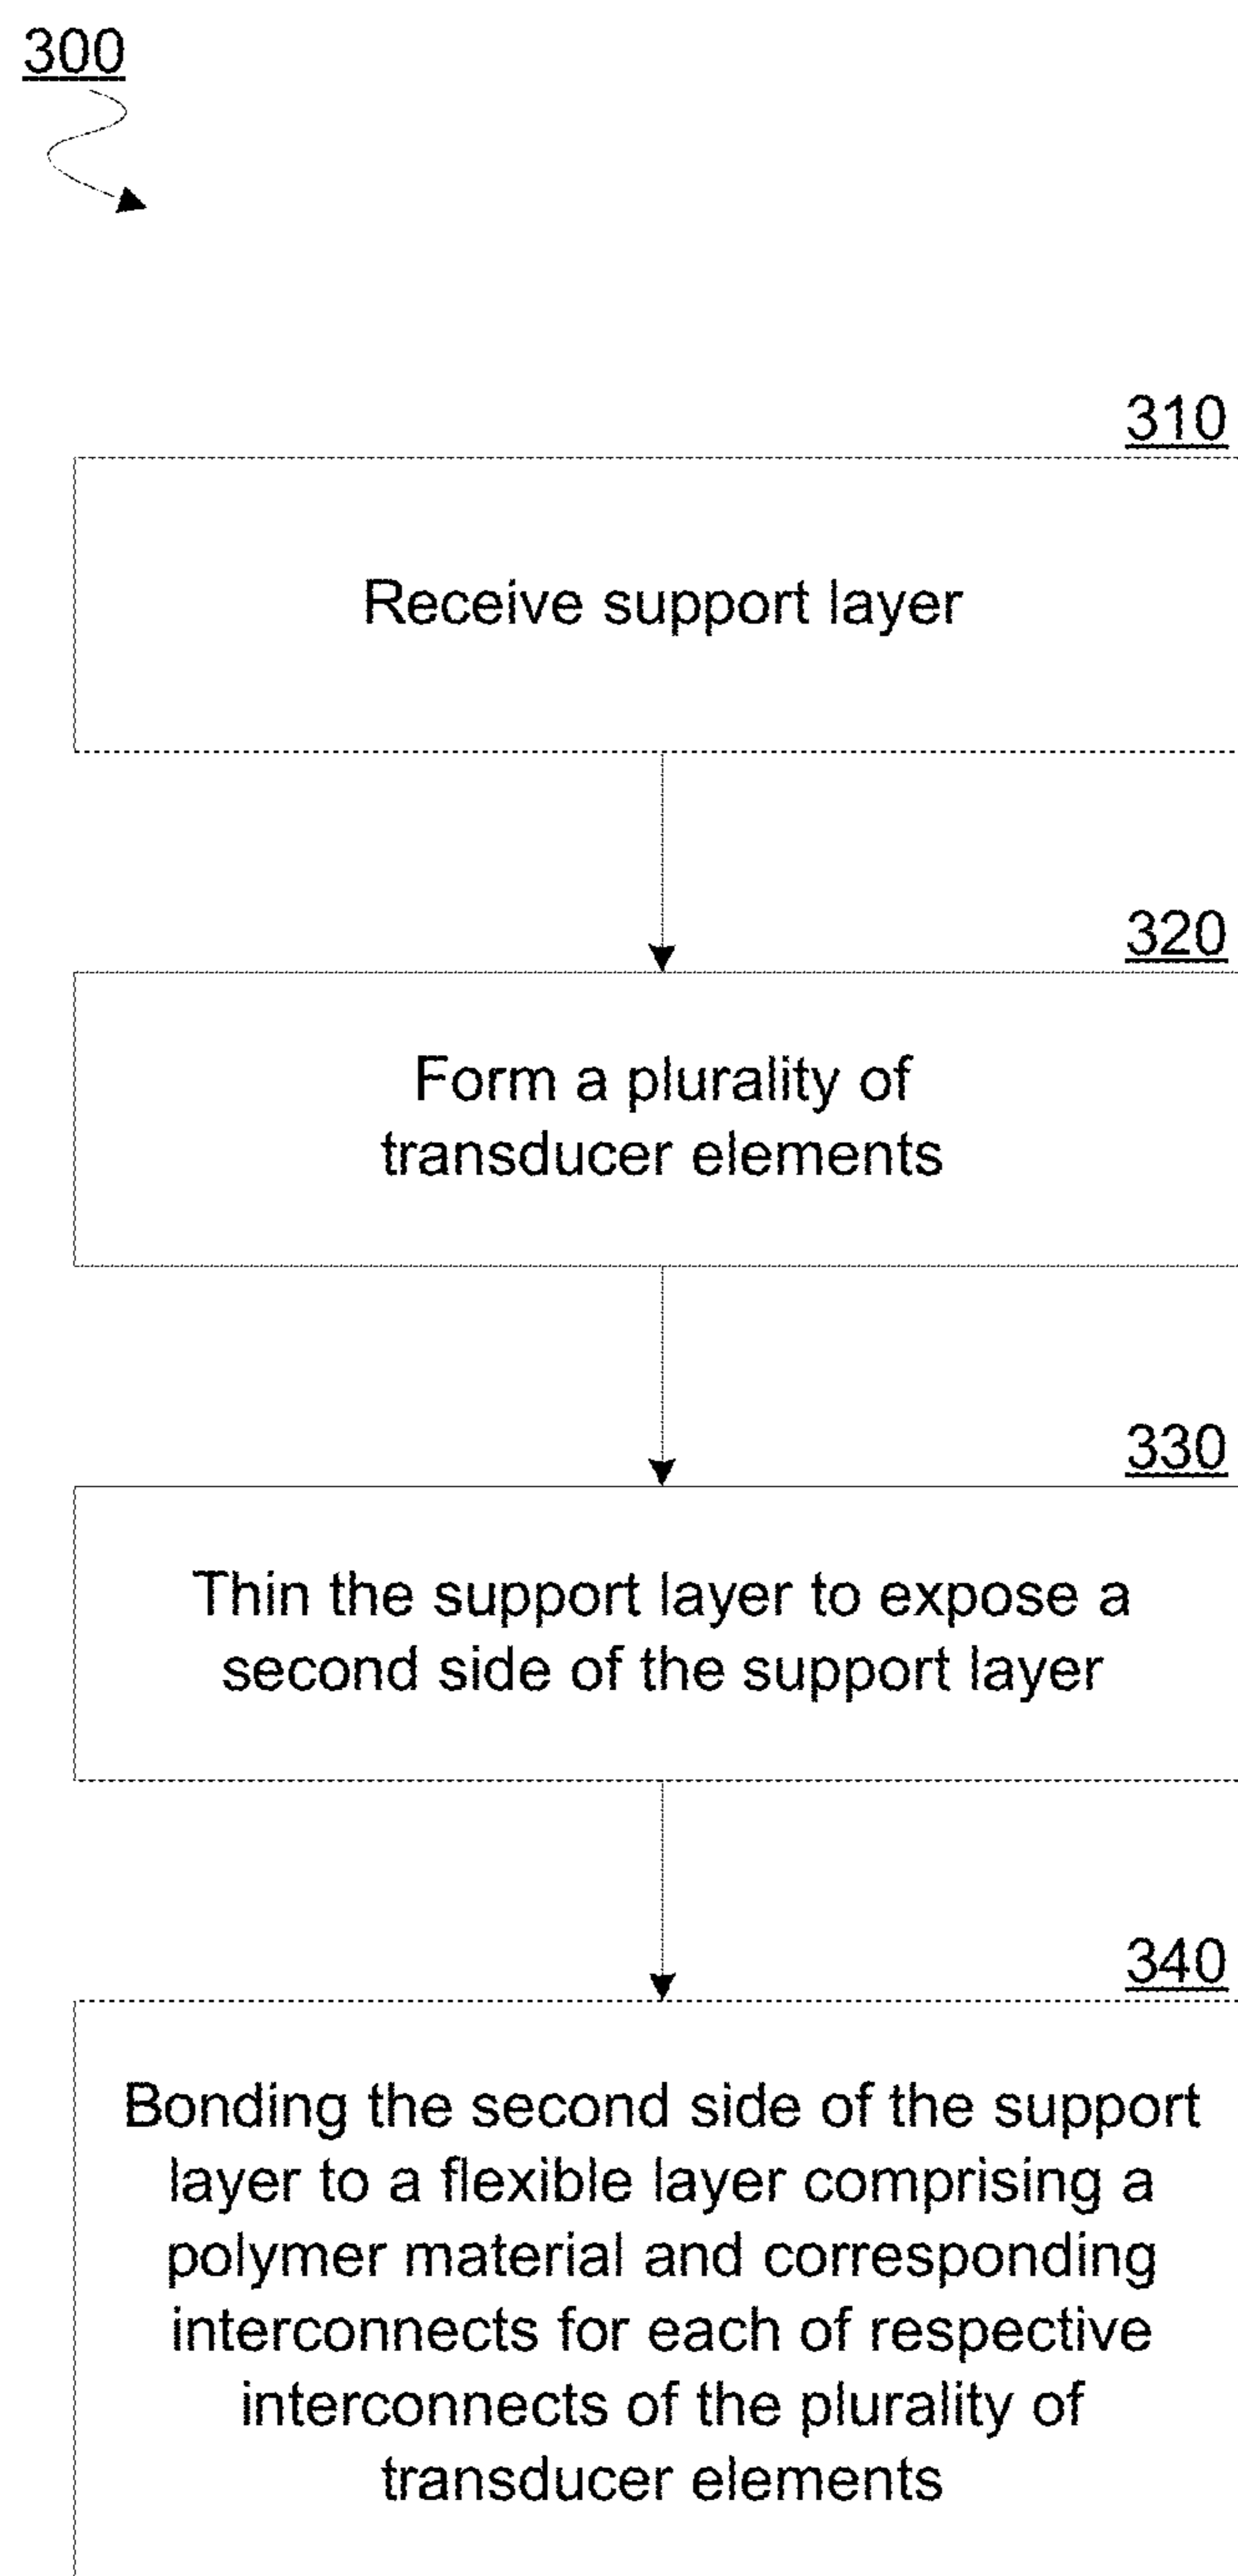 300
310
Receive support layer
320
Form a plurality of
transducer elements
330
Thin the support layer to expose a
second side of the support layer
340
Bonding the second side of the support
layer to a flexible layer comprising a
polymer material and corresponding
interconnects for each of respective
interconnects of the plurality of
transducer elements